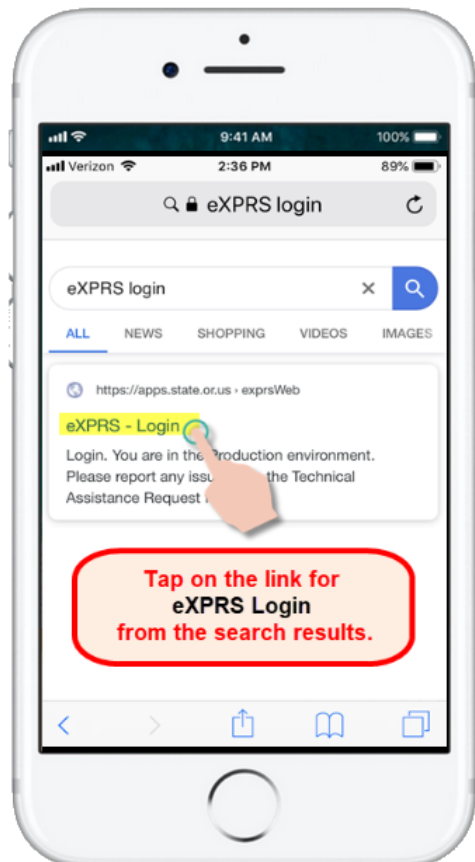 9:41 AM 100%
Verizon 2:36 PM 89%
eXPRS login
eXPRS login
ALL NEWS SHOPPING VIDEOS IMAGES
https://apps.state.or.us › exprsWeb
eXPRS - Login
Login. You are in the Production environment.
Please report any issu the Technical
Assistance Request
Tap on the link for
eXPRS Login
from the search results.